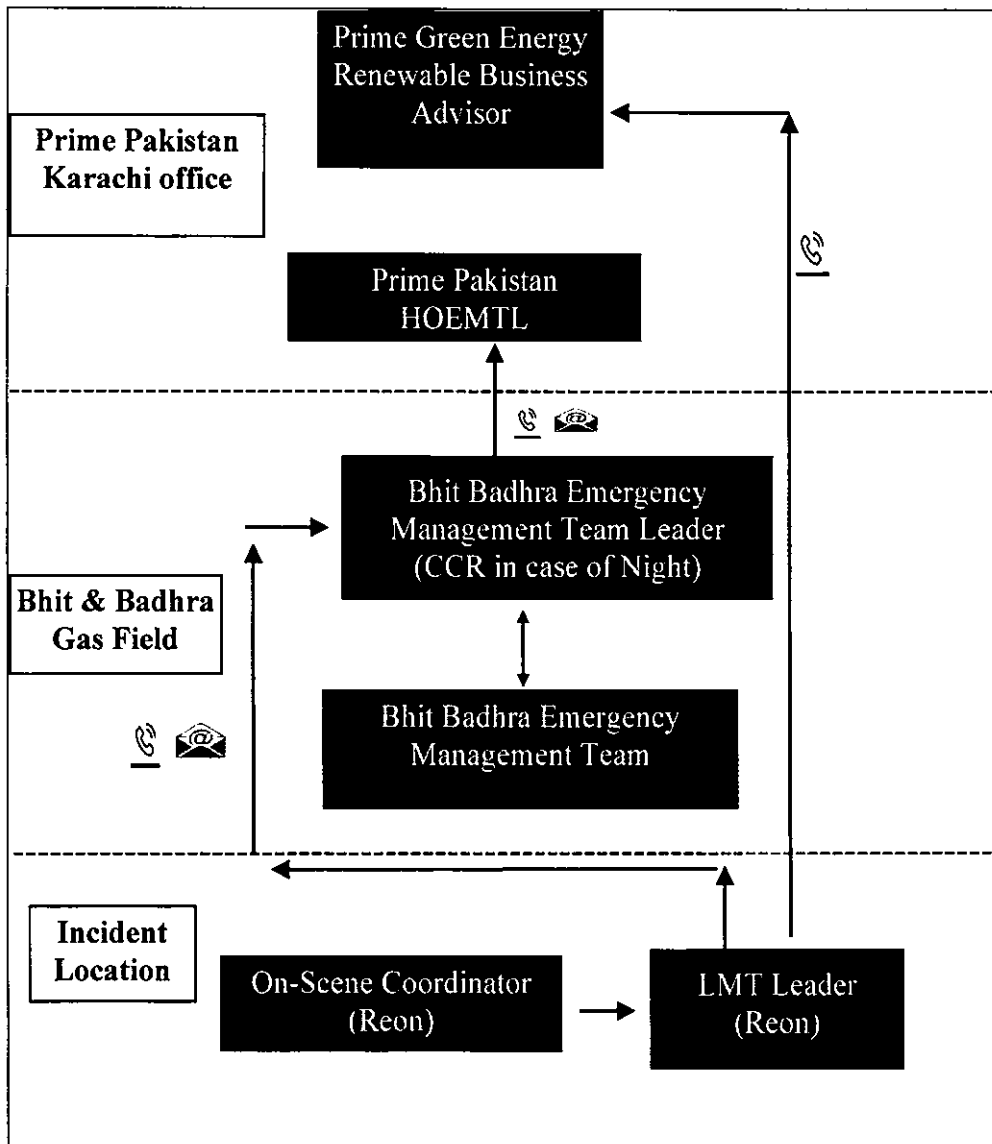 Prime Green Energy
Renewable Business
Advisor
Prime Pakistan
Karachi office
Prime Pakistan
HOEMTL
Bhit Badhra Emergency
Management Team Leader
(CCR in case of Night)
Bhit & Badhra
Gas Field
Bhit Badhra Emergency
Management Team
Incident
Location
On-Scene Coordinator
(Reon)
LMT Leader
(Reon)